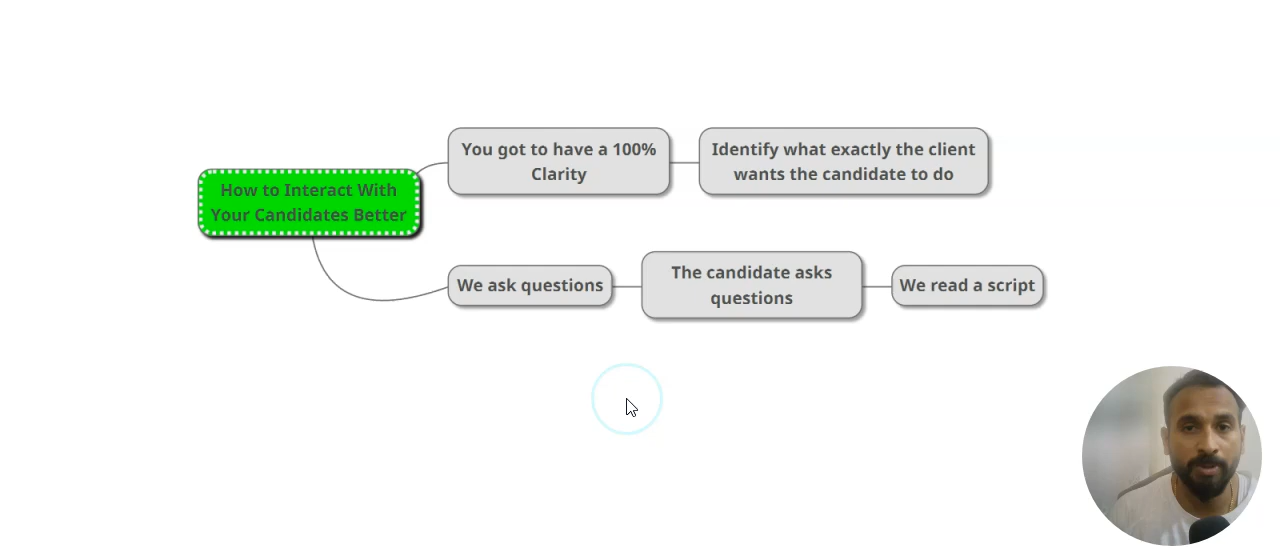 How to Interact With
Your Candidates Better
You got to have a 100%
Clarity
Identify what exactly the client
wants the candidate to do
We ask questions
The candidate asks
questions
We read a script